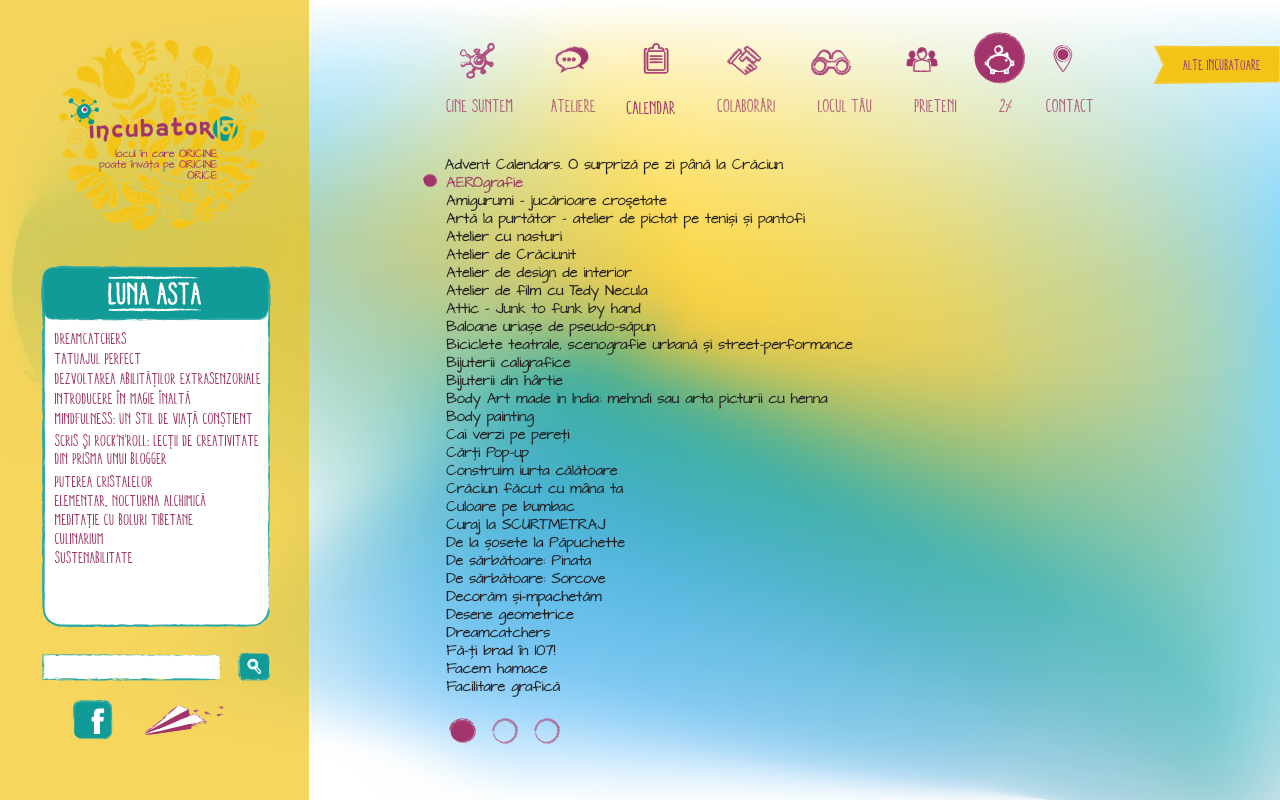 incubator 107
locul în care ORICINE
poate învăța pe ORICINE
ORICE
CINE SUNTEM
ATELIERE
CALENDAR
COLABORĂRI
LOCUL TĂU
PRIETENI
2%
CONTACT
ALTE INCUBATOARE
LUNA ASTA
DREAMCATCHERS
TATUAJUL PERFECT
DEZVOLTAREA ABILITĂȚILOR EXTRASENZORIALE
INTRODUCERE ÎN MAGIE ÎNALTĂ
MINDFULNESS: UN STIL DE VIAȚĂ CONȘTIENT
SCRIS ȘI ROCK'N'ROLL: LECȚII DE CREATIVITATE
DIN PRISMA UNUI BLOGGER
PUTEREA CRISTALELOR
ELEMENTAR, NOCTURNA ALCHIMICĂ
MEDITAȚIE CU BOLURI TIBETANE
CULINARIUM
SUSTENABILITATE
f
Advent Calendars. O surpriză pe zi până la Crăciun
AEROgrafie
Amigurumi - jucărioare croșetate
Artă la purtător - atelier de pictat pe teniși și pantofi
Atelier cu nasturi
Atelier de Crăciunit
Atelier de design de interior
Atelier de film cu Tedy Necula
Attic - Junk to funk by hand
Baloane uriașe de pseudo-săpun
Biciclete teatrale, scenografie urbană și street-performance
Bijuterii caligrafice
Bijuterii din hârtie
Body Art made in India: mehndi sau arta picturii cu henna
Body painting
Cai verzi pe pereți
Cărți Pop-up
Construim iurta călătoare
Crăciun făcut cu mâna ta
Culoare pe bumbac
Curaj la SCURTMETRAJ
De la șosete la Păpuchette
De sărbătoare: Pinata
De sărbătoare: Sorcove
Decorăm și-mpachetăm
Desene geometrice
Dreamcatchers
Fă-ți brad în 107!
Facem hamace
Facilitare grafică